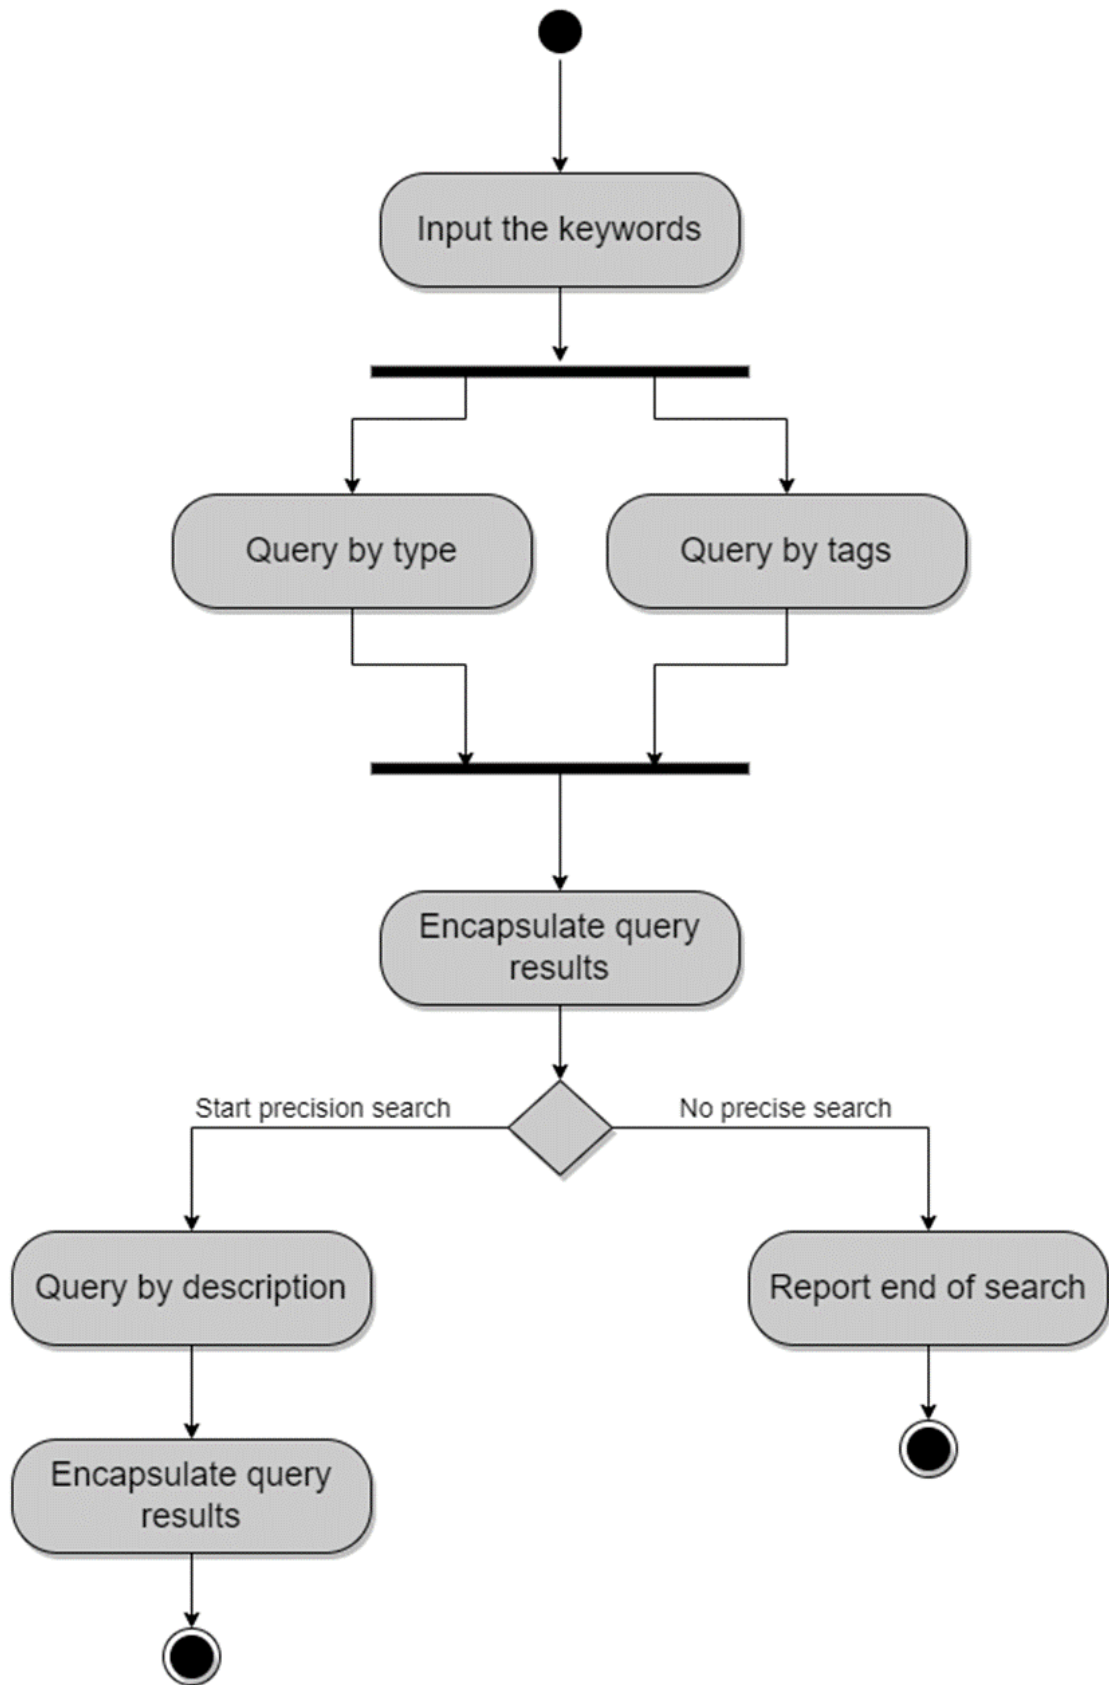 Input the keywords
Query by type
Query by tags
Encapsulate query
results
Start precision search
No precise search
Query by description
Report end of search
Encapsulate query
results